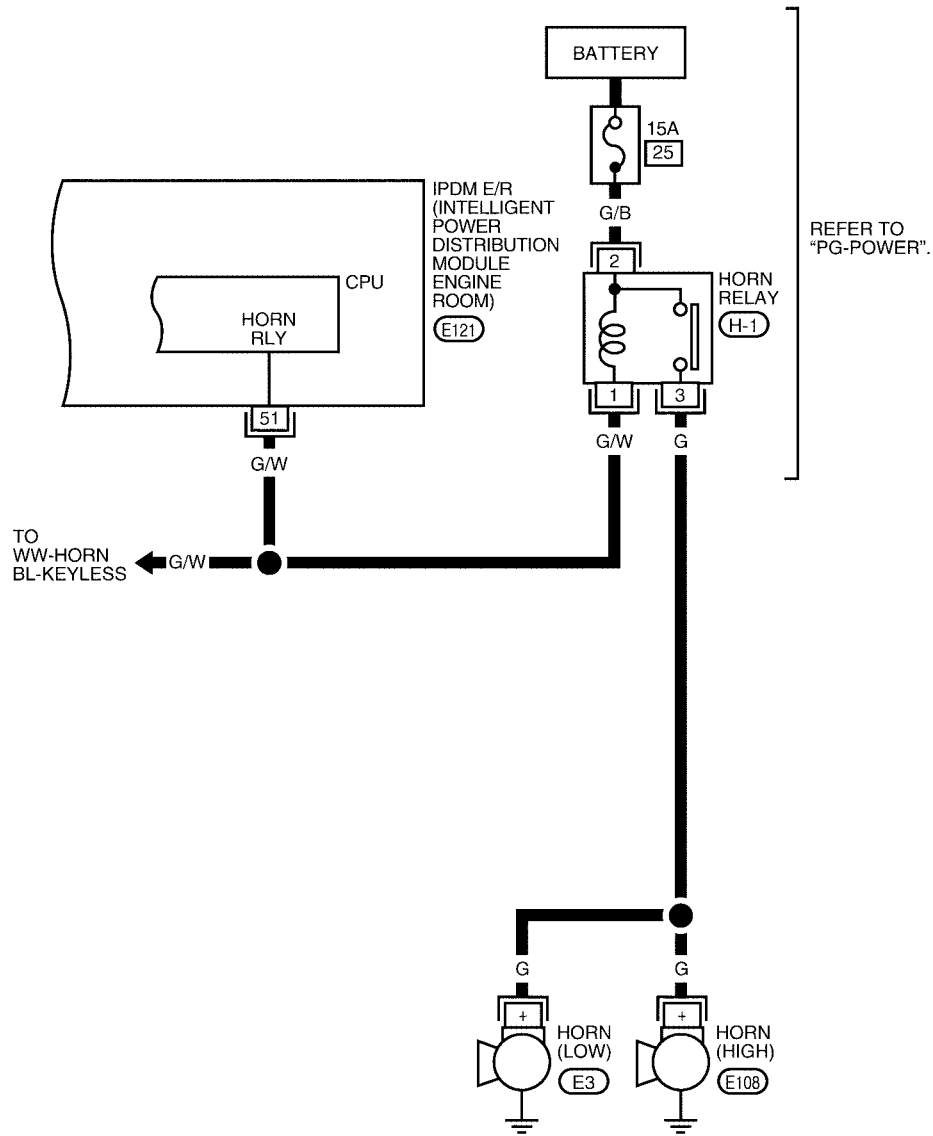 BATTERY
15A
25
G/B
2
IPDM E/R
(INTELLIGENT
POWER
DISTRIBUTION
MODULE
ENGINE
ROOM)
E121
CPU
HORN
RLY
51
G/W
HORN
RELAY
H-1
1
3
G/W
G
REFER TO
“PG-POWER”.
TO
WW-HORN
BL-KEYLESS
G/W
G
G
+
+
HORN
(LOW)
E3
HORN
(HIGH)
E108